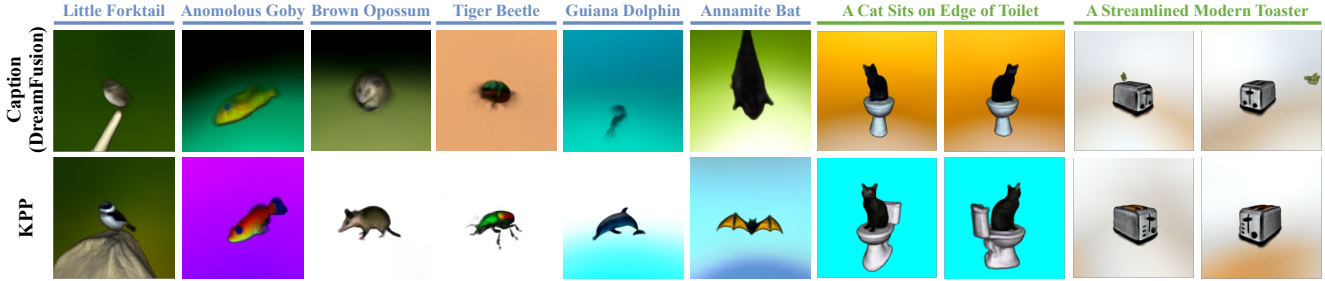 Little Forktail
Anomolous Goby
Brown Opossum
Tiger Beetle
Guiana Dolphin
Annamite Bat
A Cat Sits on Edge of Toilet
A Streamlined Modern Toaster
Caption
(DreamFusion)
KPP